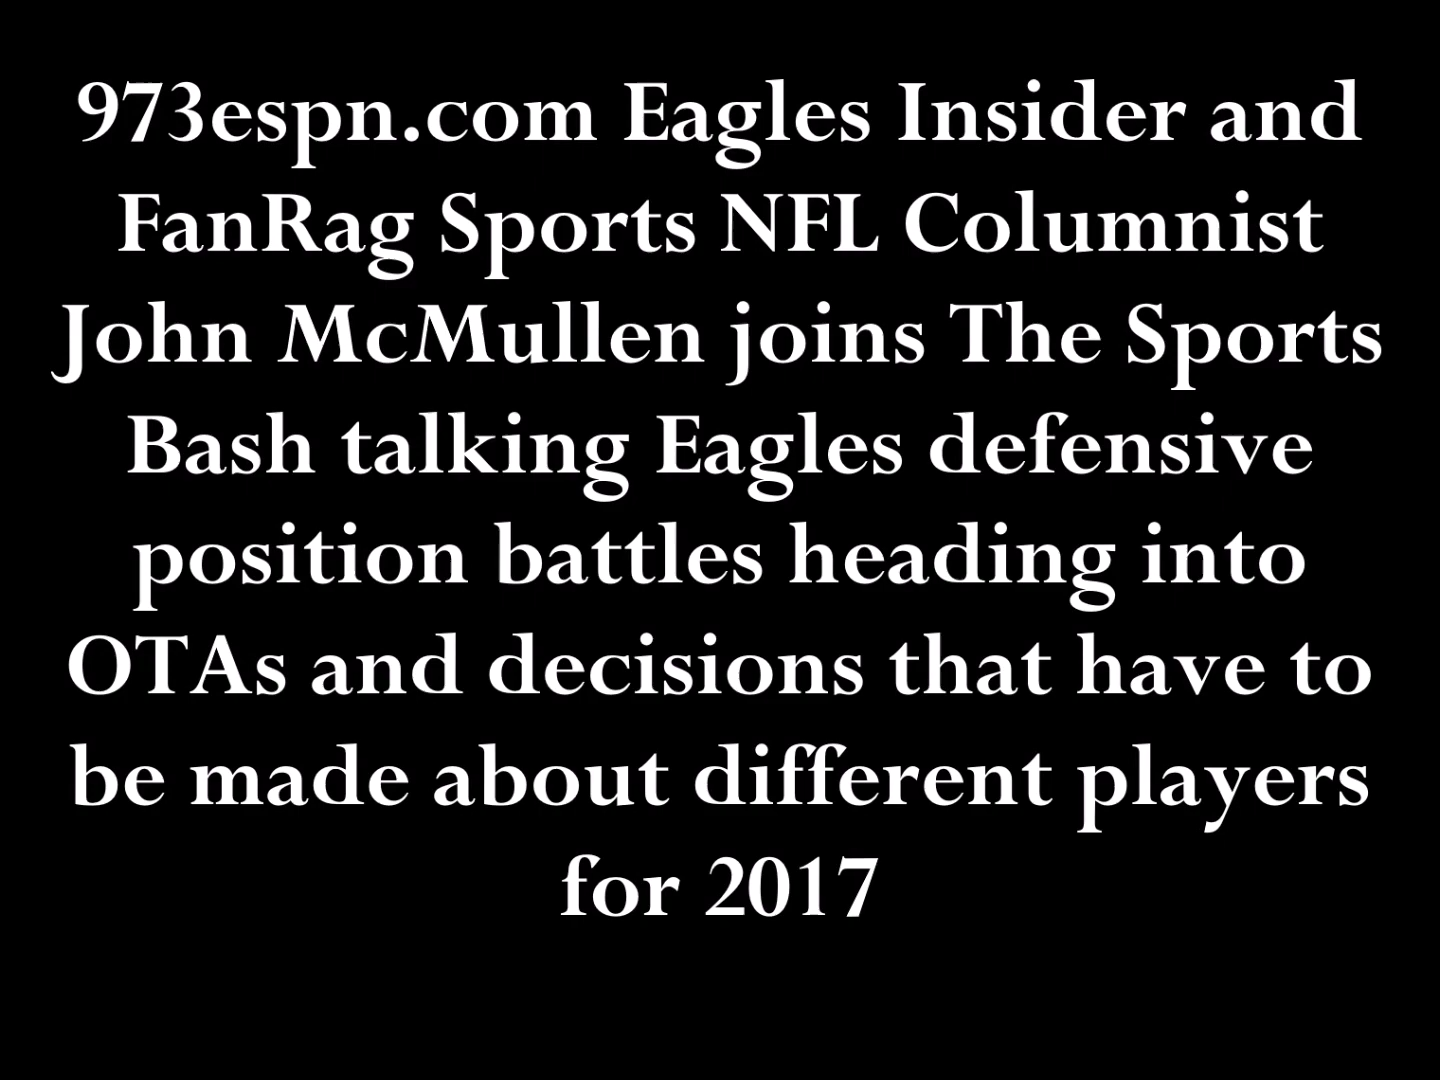 973espn.com Eagles Insider and
FanRag Sports NFL Columnist
John McMullen joins The Sports
Bash talking Eagles defensive
position battles heading into
OTAs and decisions that have to
be made about different players
for 2017